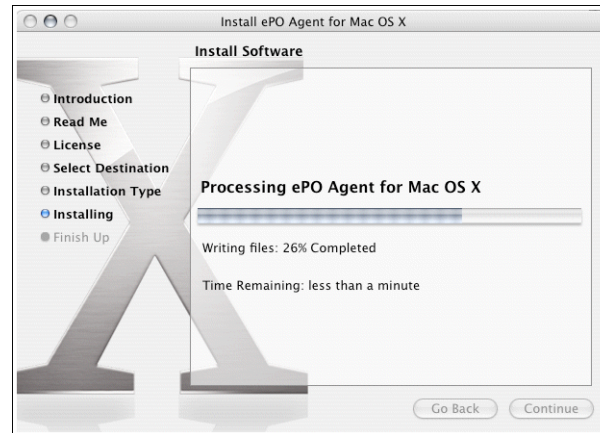 Install ePO Agent for Mac OS X
Install Software
Introduction
Read Me
License
Select Destination
Installation Type
Installing
Finish Up
Processing ePO Agent for Mac OS X
Writing files: 26% Completed
Time Remaining: less than a minute
Go Back
Continue